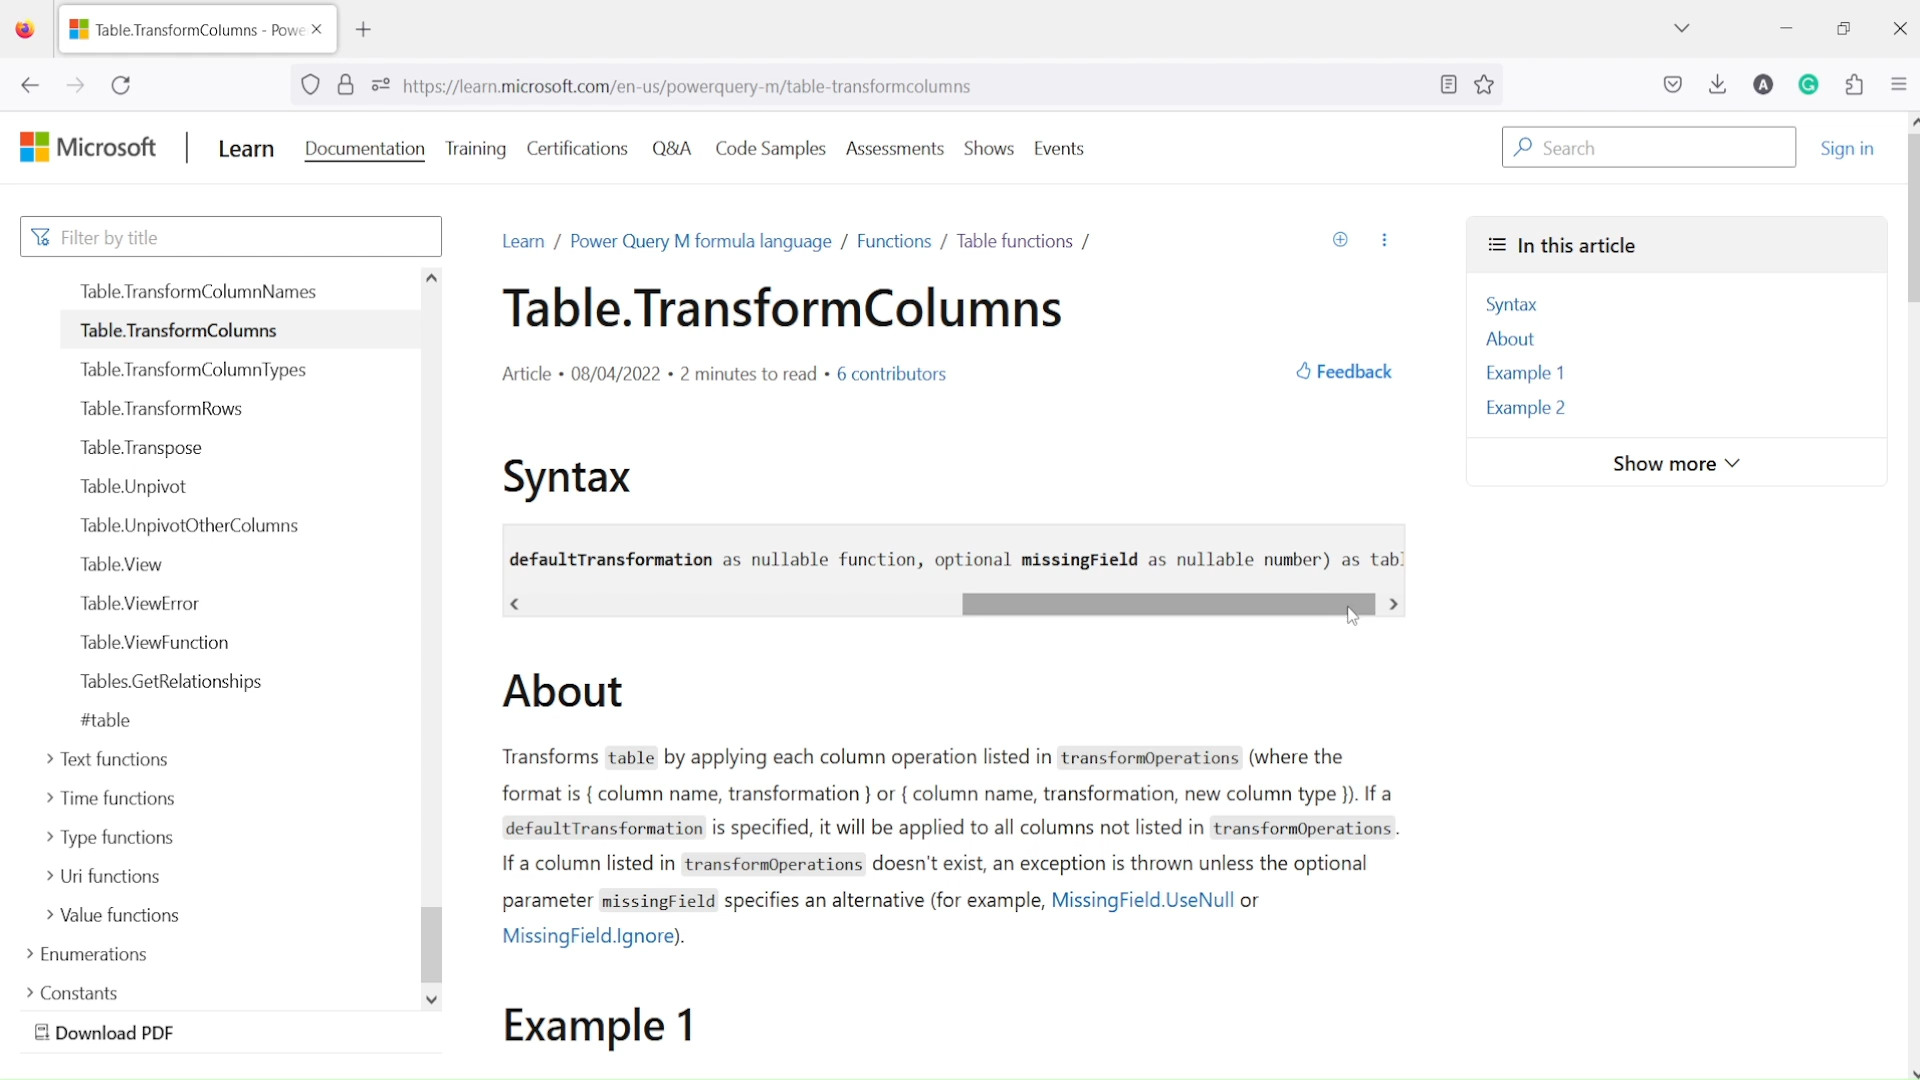 Table.TransformColumns - Powe
https://learn.microsoft.com/en-us/powerquery-m/table-transformcolumns
A
G
Microsoft
Learn
Documentation Training Certifications Q&A Code Samples Assessments Shows Events
Search
Sign in
Filter by title
Table.TransformColumnNames
Table.TransformColumns
Table.TransformColumnTypes
Table.TransformRows
Table.Transpose
Table.Unpivot
Table.UnpivotOtherColumns
Table.View
Table.ViewError
Table.ViewFunction
Tables.GetRelationships
#table
Text functions
Time functions
Type functions
Uri functions
Value functions
Enumerations
Constants
Download PDF
Learn / Power Query M formula language / Functions / Table functions /
Table.TransformColumns
Article • 08/04/2022 • 2 minutes to read • 6 contributors
Feedback
Syntax
defaultTransformation as nullable function, optional missingField as nullable number) as tabl
About
Transforms table by applying each column operation listed in transformOperations (where the
format is { column name, transformation } or { column name, transformation, new column type }). If a
defaultTransformation is specified, it will be applied to all columns not listed in transformOperations.
If a column listed in transformOperations doesn't exist, an exception is thrown unless the optional
parameter missingField specifies an alternative (for example, MissingField.UseNull or
MissingField.Ignore).
Example 1
In this article
Syntax
About
Example 1
Example 2
Show more